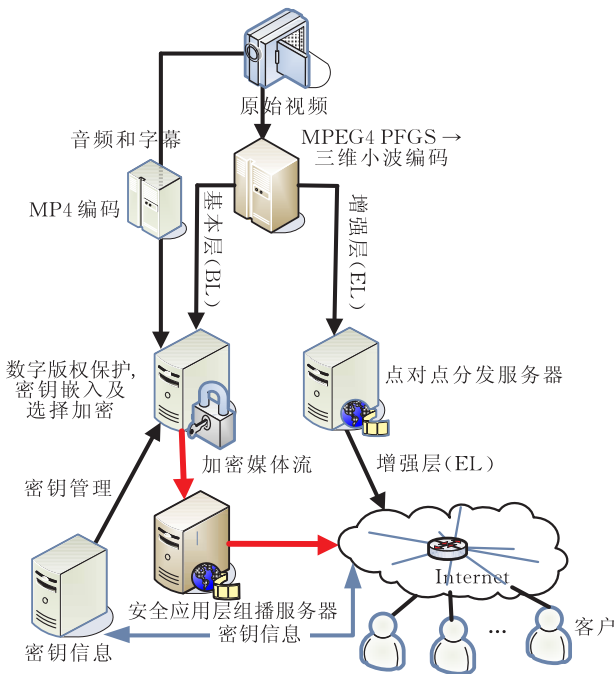 原始视频
音频和字幕
MPEG4 PFGS →
三维小波编码
MP4 编码
基本层(BL)
增强层(EL)
数字版权保护,
密钥嵌入及
选择加密
点对点分发服务器
加密媒体流
增强层(EL)
密钥管理
Internet
安全应用层组播服务器
密钥信息
...
客户
密钥信息